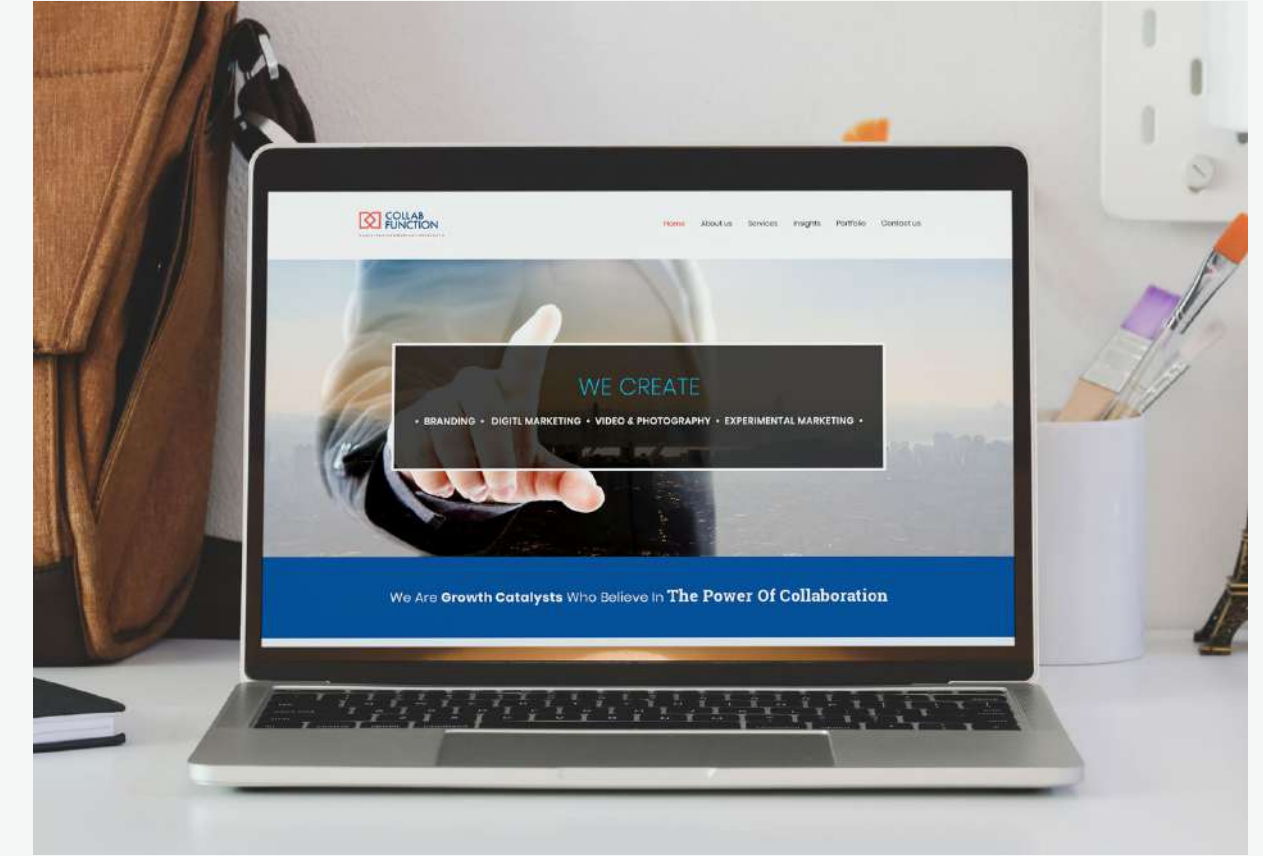 COLLAB
FUNCTION
Home About us Services Insights Portfolio Contact us
WE CREATE
• BRANDING • DIGITL MARKETING • VIDEO & PHOTOGRAPHY • EXPERIMENTAL MARKETING •
We Are Growth Catalysts Who Believe In The Power Of Collaboration